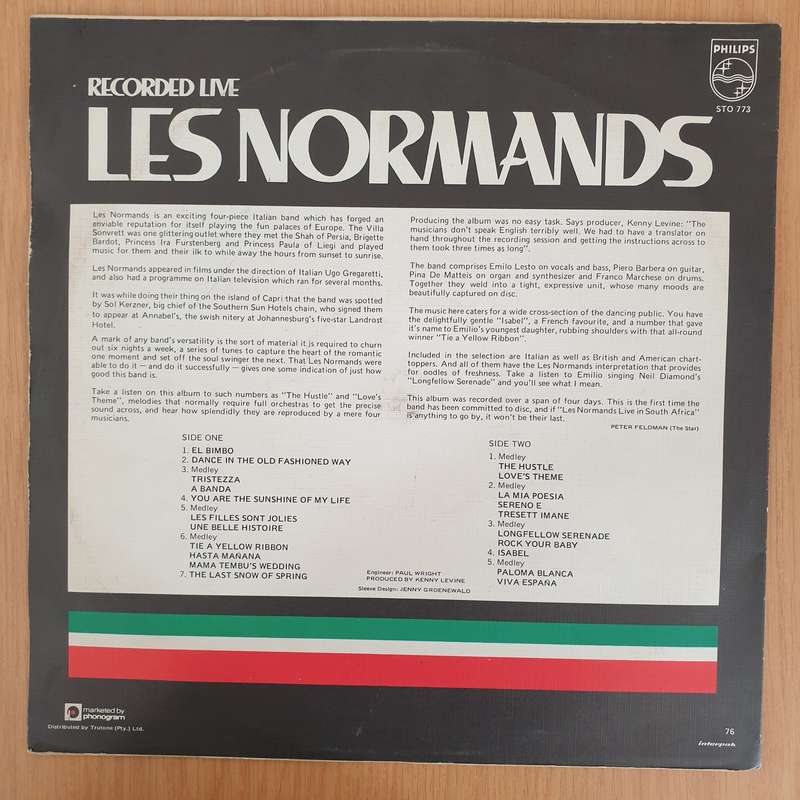 PHILIPS
STO 773
RECORDED LIVE
LES NORMANDS
Les Normands is an exciting four-piece Italian band which has forged an
enviable reputation for itself playing the fun palaces of Europe. The Villa
Sonvrett was one glittering outlet where they met the Shah of Persia, Brigette
Bardot, Princess Ira Furstenberg and Princess Paula of Liegi and played
music for them and their ilk to while away the hours from sunset to sunrise.
Les Normands appeared in films under the direction of Italian Ugo Gregaretti,
and also had a programme on Italian television which ran for several months.
It was while doing their thing on the island of Capri that the band was spotted
by Sol Kerzner, big chief of the Southern Sun Hotels chain, who signed them
to appear at Annabel's, the swish nitery at Johannesburg's five-star Landrost
Hotel.
A mark of any band's versatility is the sort of material it is required to churn
out six nights a week, a series of tunes to capture the heart of the romantic
one moment and set off the soul swinger the next. That Les Normands were
able to do it — and do it successfully — gives one some indication of just how
good this band is.
Take a listen on this album to such numbers as "The Hustle" and "Love's
Theme", melodies that normally require full orchestras to get the precise
sound across, and hear how splendidly they are reproduced by a mere four
musicians.
Producing the album was no easy task. Says producer, Kenny Levine: "The
musicians don't speak English terribly well. We had to have a translator on
hand throughout the recording session and getting the instructions across to
them took three times as long".
The band comprises Emilo Lesto on vocals and bass, Piero Barbera on guitar,
Pina De Matteis on organ and synthesizer and Franco Marchese on drums.
Together they weld into a tight, expressive unit, whose many moods are
beautifully captured on disc.
The music here caters for a wide cross-section of the dancing public. You have
the delightfully gentle "Isabel", a French favourite, and a number that gave
it's name to Emilio's youngest daughter, rubbing shoulders with that all-round
winner "Tie a Yellow Ribbon".
Included in the selection are Italian as well as British and American chart-
toppers. And all of them have the Les Normands interpretation that provides
for oodles of freshness. Take a listen to Emilio singing Neil Diamond's
"Longfellow Serenade" and you'll see what I mean.
This album was recorded over a span of four days. This is the first time the
band has been committed to disc, and if "Les Normands Live in South Africa"
is anything to go by, it won't be their last.
PETER FELDMAN (The Star)
SIDE ONE
1. EL BIMBO
2. DANCE IN THE OLD FASHIONED WAY
3. Medley
TRISTEZZA
A BANDA
4. YOU ARE THE SUNSHINE OF MY LIFE
5. Medley
LES FILLES SONT JOLIES
UNE BELLE HISTOIRE
6. Medley
TIE A YELLOW RIBBON
HASTA MAÑANA
MAMA TEMBU'S WEDDING
7. THE LAST SNOW OF SPRING
Engineer: PAUL WRIGHT
PRODUCED BY KENNY LEVINE
Sleeve Design: JENNY GROENEWALD
SIDE TWO
1. Medley
THE HUSTLE
LOVE'S THEME
2. Medley
LA MIA POESIA
SERENO E
TRESETT IMANE
3. Medley
LONGFELLOW SERENADE
ROCK YOUR BABY
4. ISABEL
5. Medley
PALOMA BLANCA
VIVA ESPAÑA
marketed by
phonogram
Distributed by Trutone (Pty.) Ltd.
76
interpak